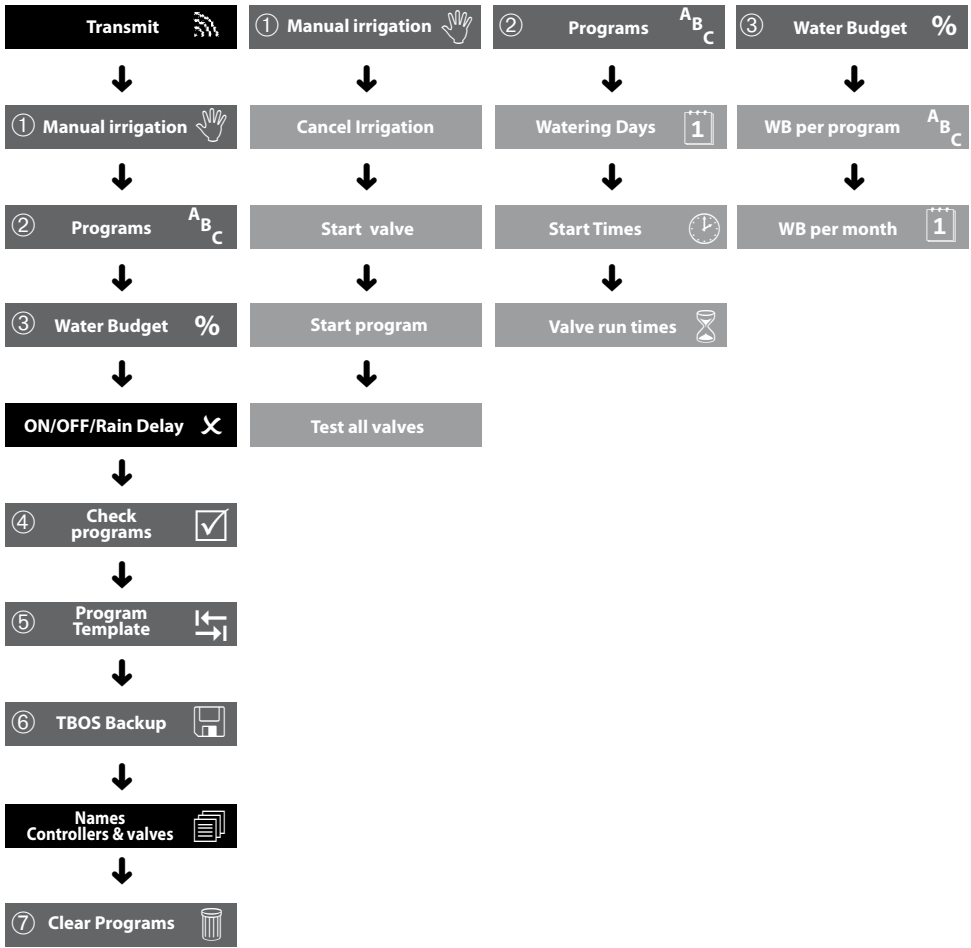 Transmit
① Manual irrigation
② Programs A B C
③ Water Budget %
ON/OFF/Rain Delay
④ Check
programs
⑤ Program
Template
⑥ TBOS Backup
Names
Controllers & valves
⑦ Clear Programs
① Manual irrigation
Cancel Irrigation
Start valve
Start program
Test all valves
② Programs A B C
Watering Days 1
Start Times
Valve run times
③ Water Budget %
WB per program A B C
WB per month 1